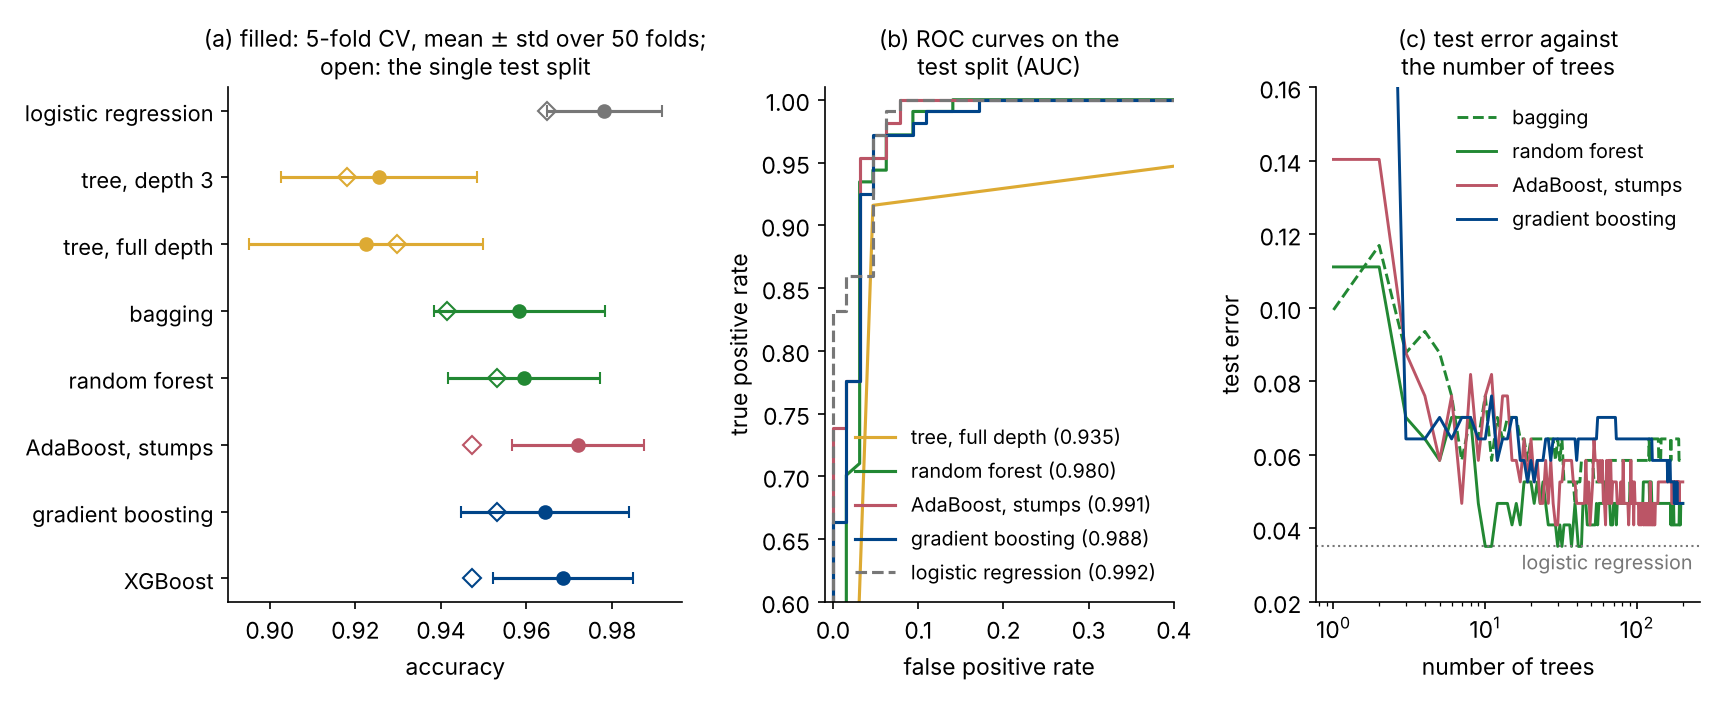 (a) filled: 5-fold CV, mean ± std over 50 folds;
open: the single test split
logistic regression
tree, depth 3
tree, full depth
bagging
random forest
AdaBoost, stumps
gradient boosting
XGBoost
0.90
0.92
0.94
0.96
0.98
accuracy
(b) ROC curves on the
test split (AUC)
true positive rate
1.00
0.95
0.90
0.85
0.80
0.75
0.70
0.65
0.60
tree, full depth (0.935)
random forest (0.980)
AdaBoost, stumps (0.991)
gradient boosting (0.988)
logistic regression (0.992)
0.0
0.1
0.2
0.3
0.4
false positive rate
(c) test error against
the number of trees
test error
0.16
0.14
0.12
0.10
0.08
0.06
0.04
0.02
bagging
random forest
AdaBoost, stumps
gradient boosting
logistic regression
10⁰
10¹
10²
number of trees